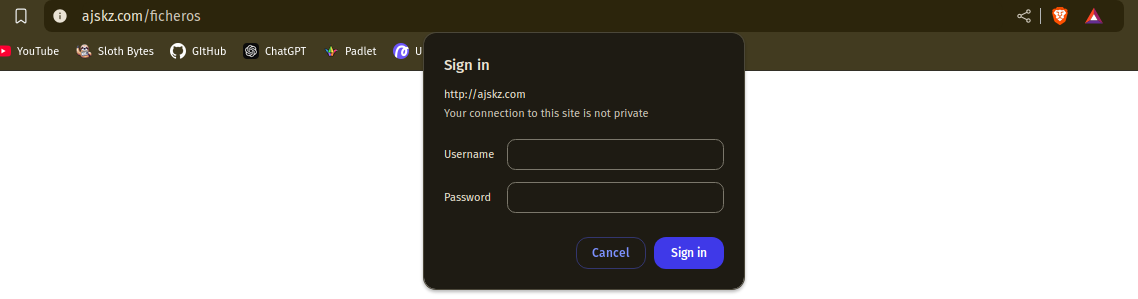 ajskz.com/ficheros
YouTube Sloth Bytes GItHub ChatGPT Padlet U
Sign in
http://ajskz.com
Your connection to this site is not private
Username
Password
Cancel Sign in